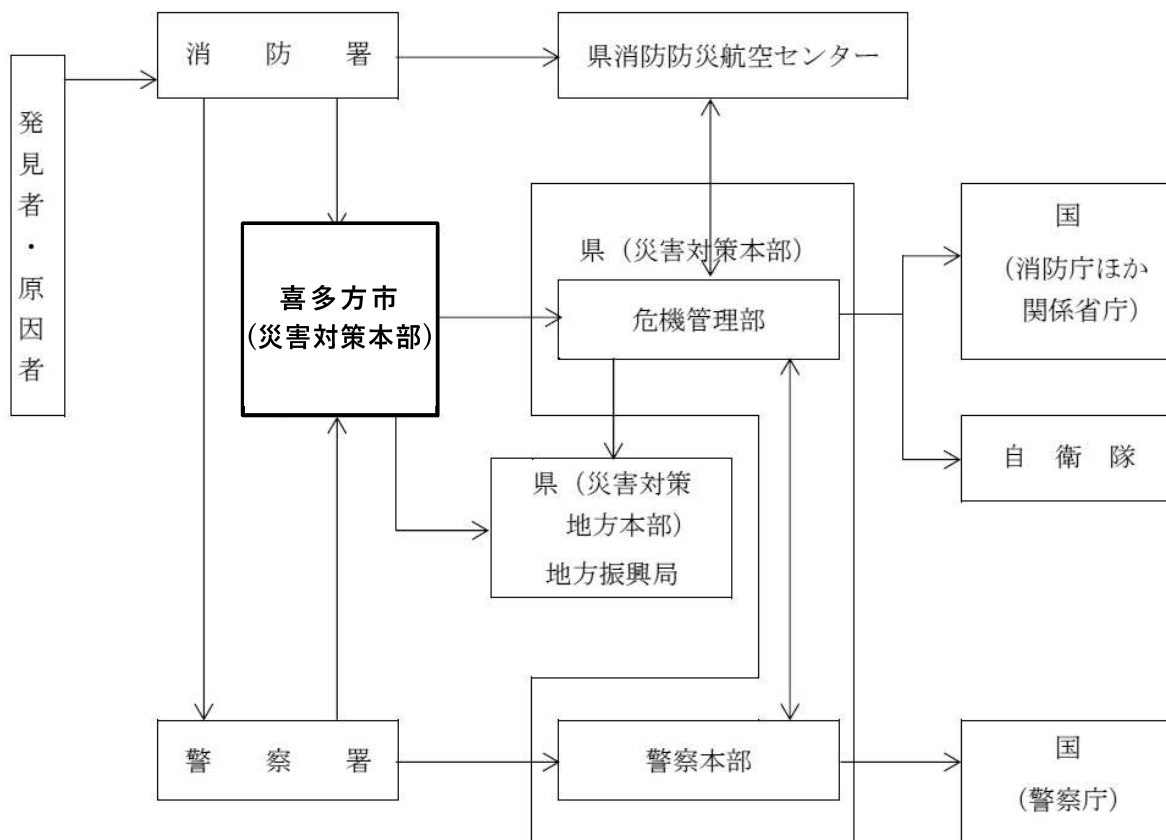 発見者・原因者
消防署
県消防防災航空センター
喜多方市
(災害対策本部)
県（災害対策本部）
危機管理部
国
（消防庁ほか
関係省庁）
自衛隊
県（災害対策
地方本部）
地方振興局
警察署
警察本部
国
（警察庁）